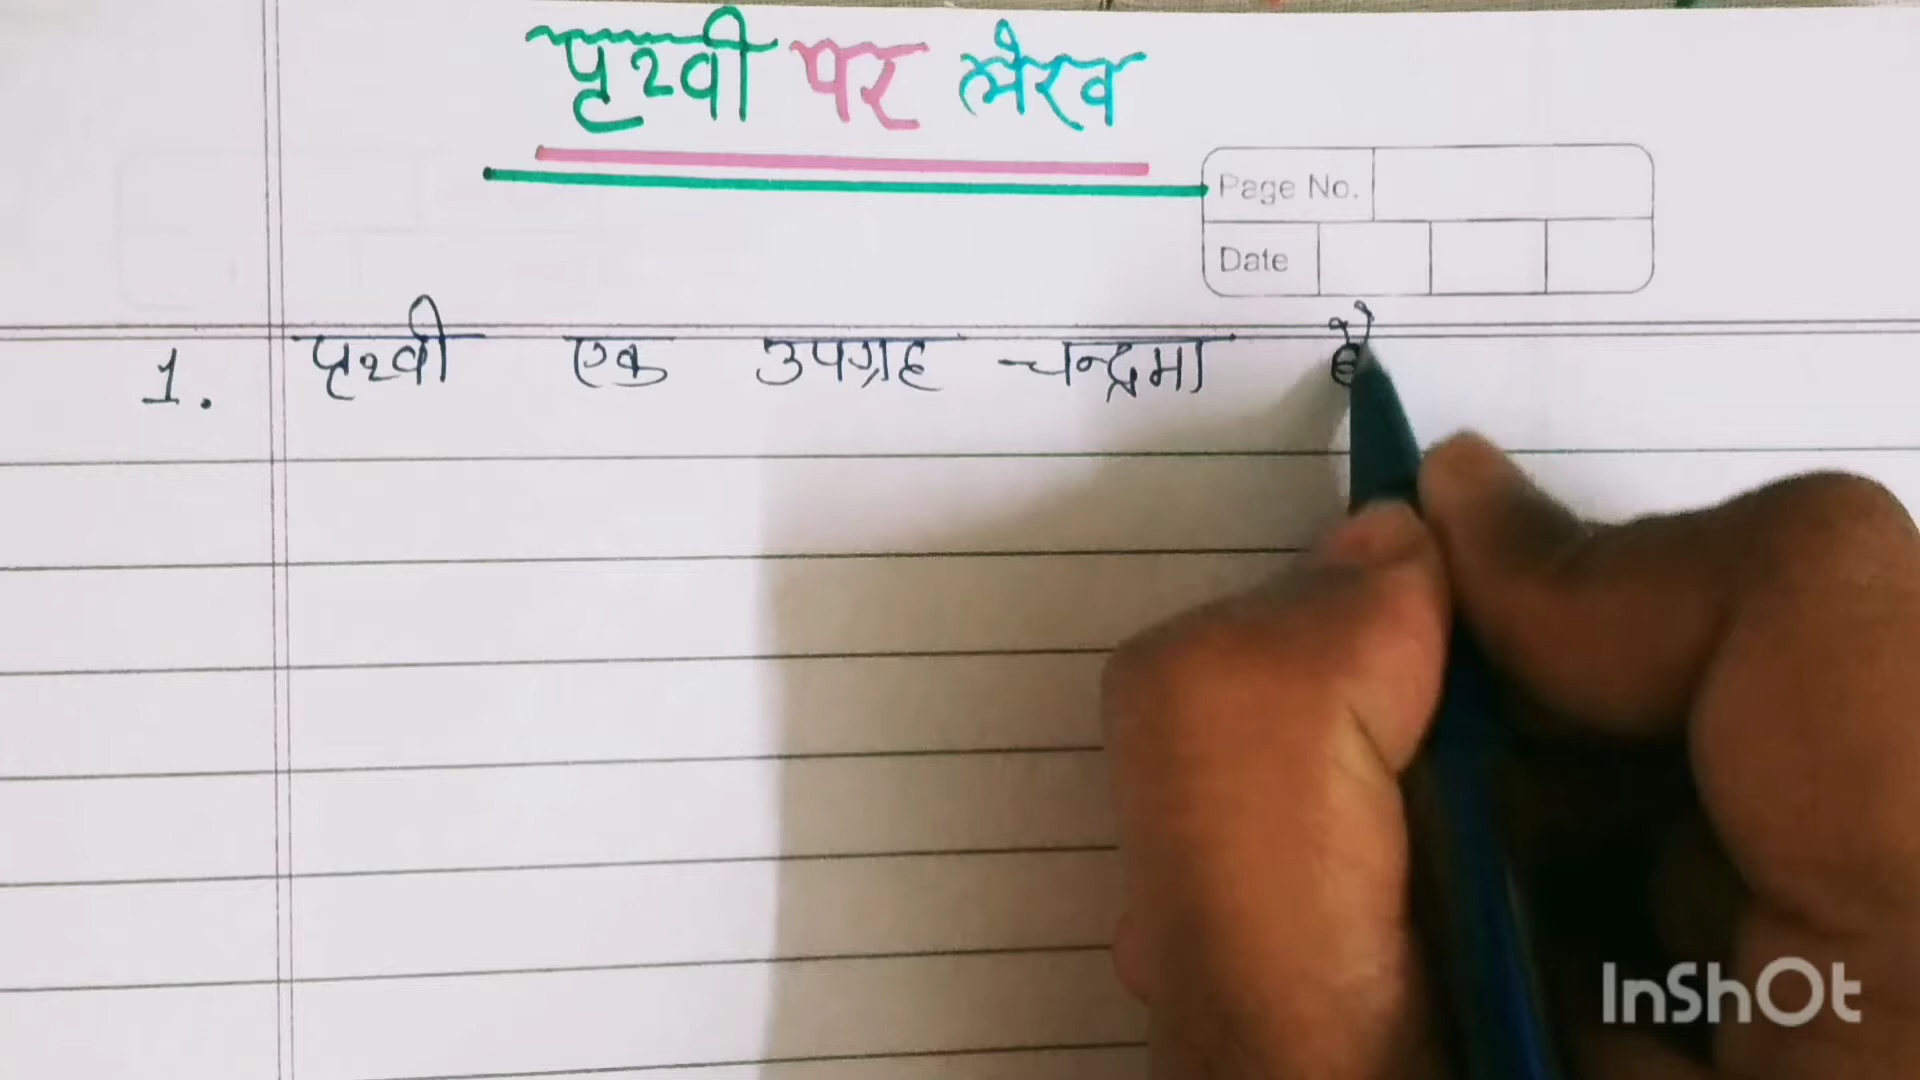 पृथ्वी पर लेख
Page No.
Date
1. पृथ्वी एक उपग्रह चन्द्रमा है
InShOt